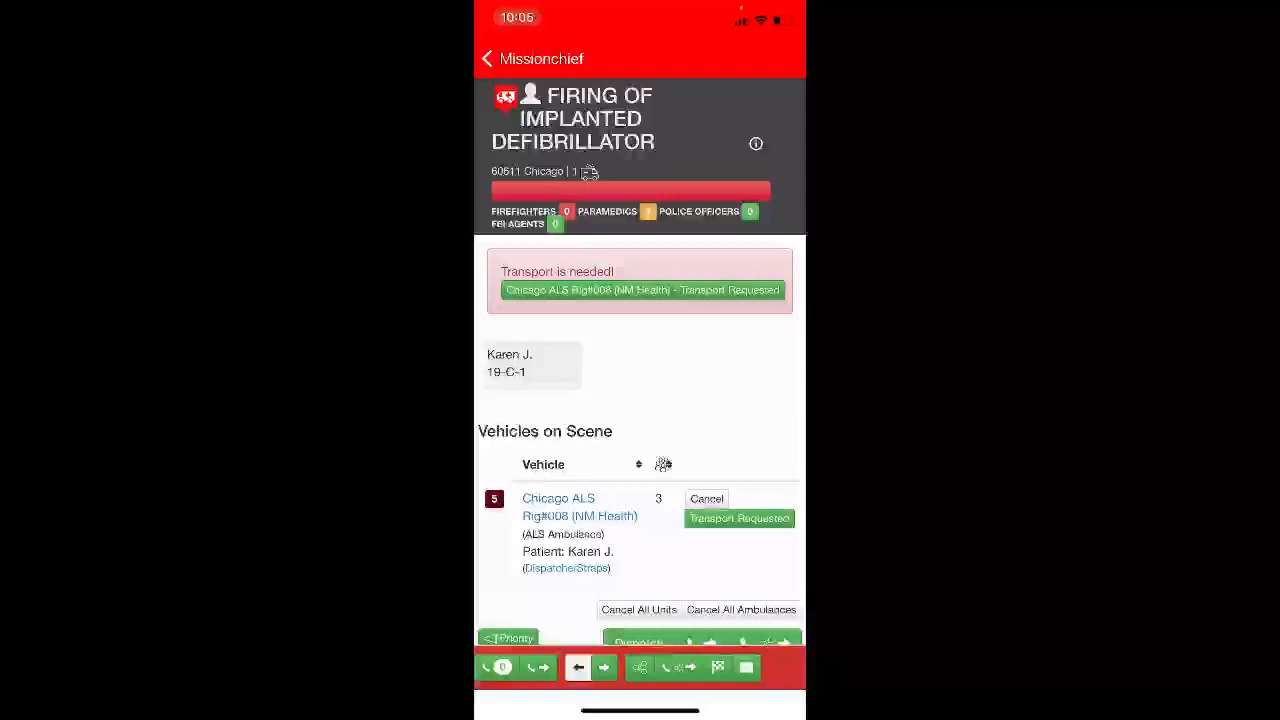 10:05
Missionchief
FIRING OF
IMPLANTED
DEFIBRILLATOR
60611 Chicago | 1
FIREFIGHTERS 0 PARAMEDICS POLICE OFFICERS 0
FBI AGENTS 0
Transport is needed!
Chicago ALS Rig#008 (NM Health) - Transport Requested
Karen J.
19-C-1
Vehicles on Scene
Vehicle
5 Chicago ALS 3 Cancel
Rig#008 (NM Health) Transport Requested
(ALS Ambulance)
Patient: Karen J.
(DispatcherStraps)
Cancel All Units Cancel All Ambulances
Priority Dispatch
0